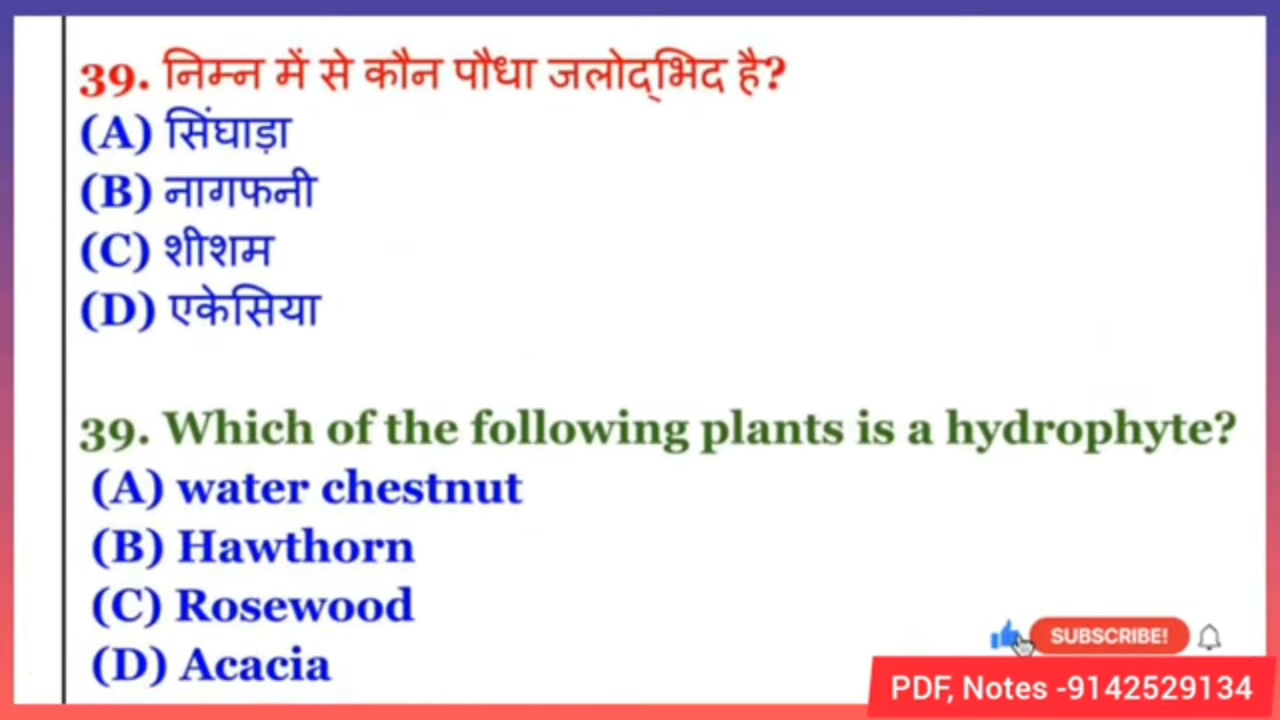 39. निम्न में से कौन पौधा जलोद्‌भिद है?
(A) सिंघाड़ा
(B) नागफनी
(C) शीशम
(D) एकेसिया
39. Which of the following plants is a hydrophyte?
(A) water chestnut
(B) Hawthorn
(C) Rosewood
(D) Acacia
SUBSCRIBE!
PDF, Notes -9142529134